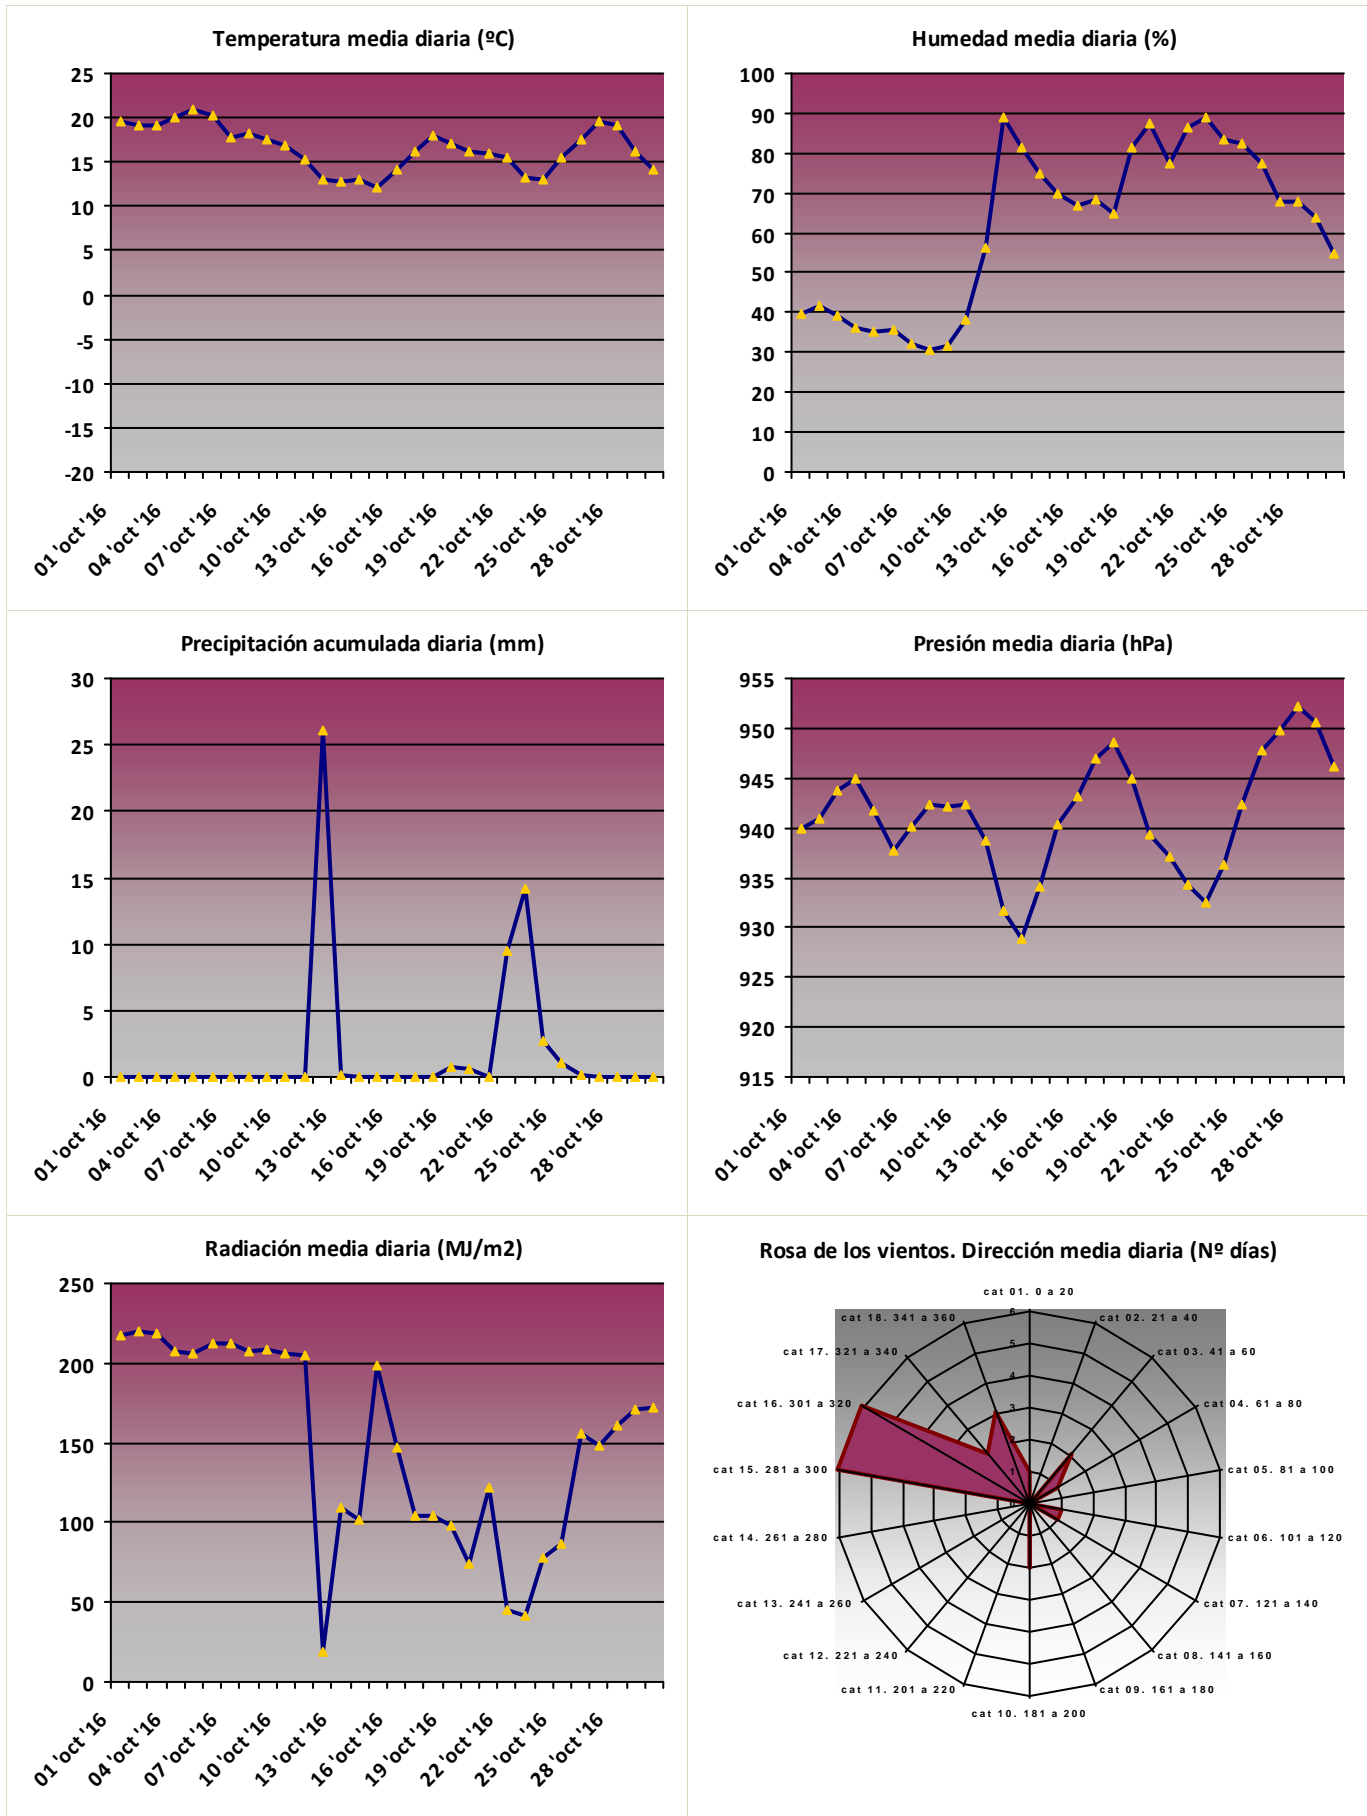 Temperatura media diaria (ºC)
25
20
15
10
5
0
-5
-10
-15
-20
01 'oct '16
04 'oct '16
07 'oct '16
10 'oct '16
13 'oct '16
16 'oct '16
19 'oct '16
22 'oct '16
25 'oct '16
28 'oct '16
Humedad media diaria (%)
100
90
80
70
60
50
40
30
20
10
0
01 'oct '16
04 'oct '16
07 'oct '16
10 'oct '16
13 'oct '16
16 'oct '16
19 'oct '16
22 'oct '16
25 'oct '16
28 'oct '16
Precipitación acumulada diaria (mm)
30
25
20
15
10
5
0
01 'oct '16
04 'oct '16
07 'oct '16
10 'oct '16
13 'oct '16
16 'oct '16
19 'oct '16
22 'oct '16
25 'oct '16
28 'oct '16
Presión media diaria (hPa)
955
950
945
940
935
930
925
920
915
01 'oct '16
04 'oct '16
07 'oct '16
10 'oct '16
13 'oct '16
16 'oct '16
19 'oct '16
22 'oct '16
25 'oct '16
28 'oct '16
Radiación media diaria (MJ/m2)
250
200
150
100
50
0
01 'oct '16
04 'oct '16
07 'oct '16
10 'oct '16
13 'oct '16
16 'oct '16
19 'oct '16
22 'oct '16
25 'oct '16
28 'oct '16
Rosa de los vientos. Dirección media diaria (Nº días)
6
5
4
3
2
1
0
cat 01. 0 a 20
cat 02. 21 a 40
cat 03. 41 a 60
cat 04. 61 a 80
cat 05. 81 a 100
cat 06. 101 a 120
cat 07. 121 a 140
cat 08. 141 a 160
cat 09. 161 a 180
cat 10. 181 a 200
cat 11. 201 a 220
cat 12. 221 a 240
cat 13. 241 a 260
cat 14. 261 a 280
cat 15. 281 a 300
cat 16. 301 a 320
cat 17. 321 a 340
cat 18. 341 a 360